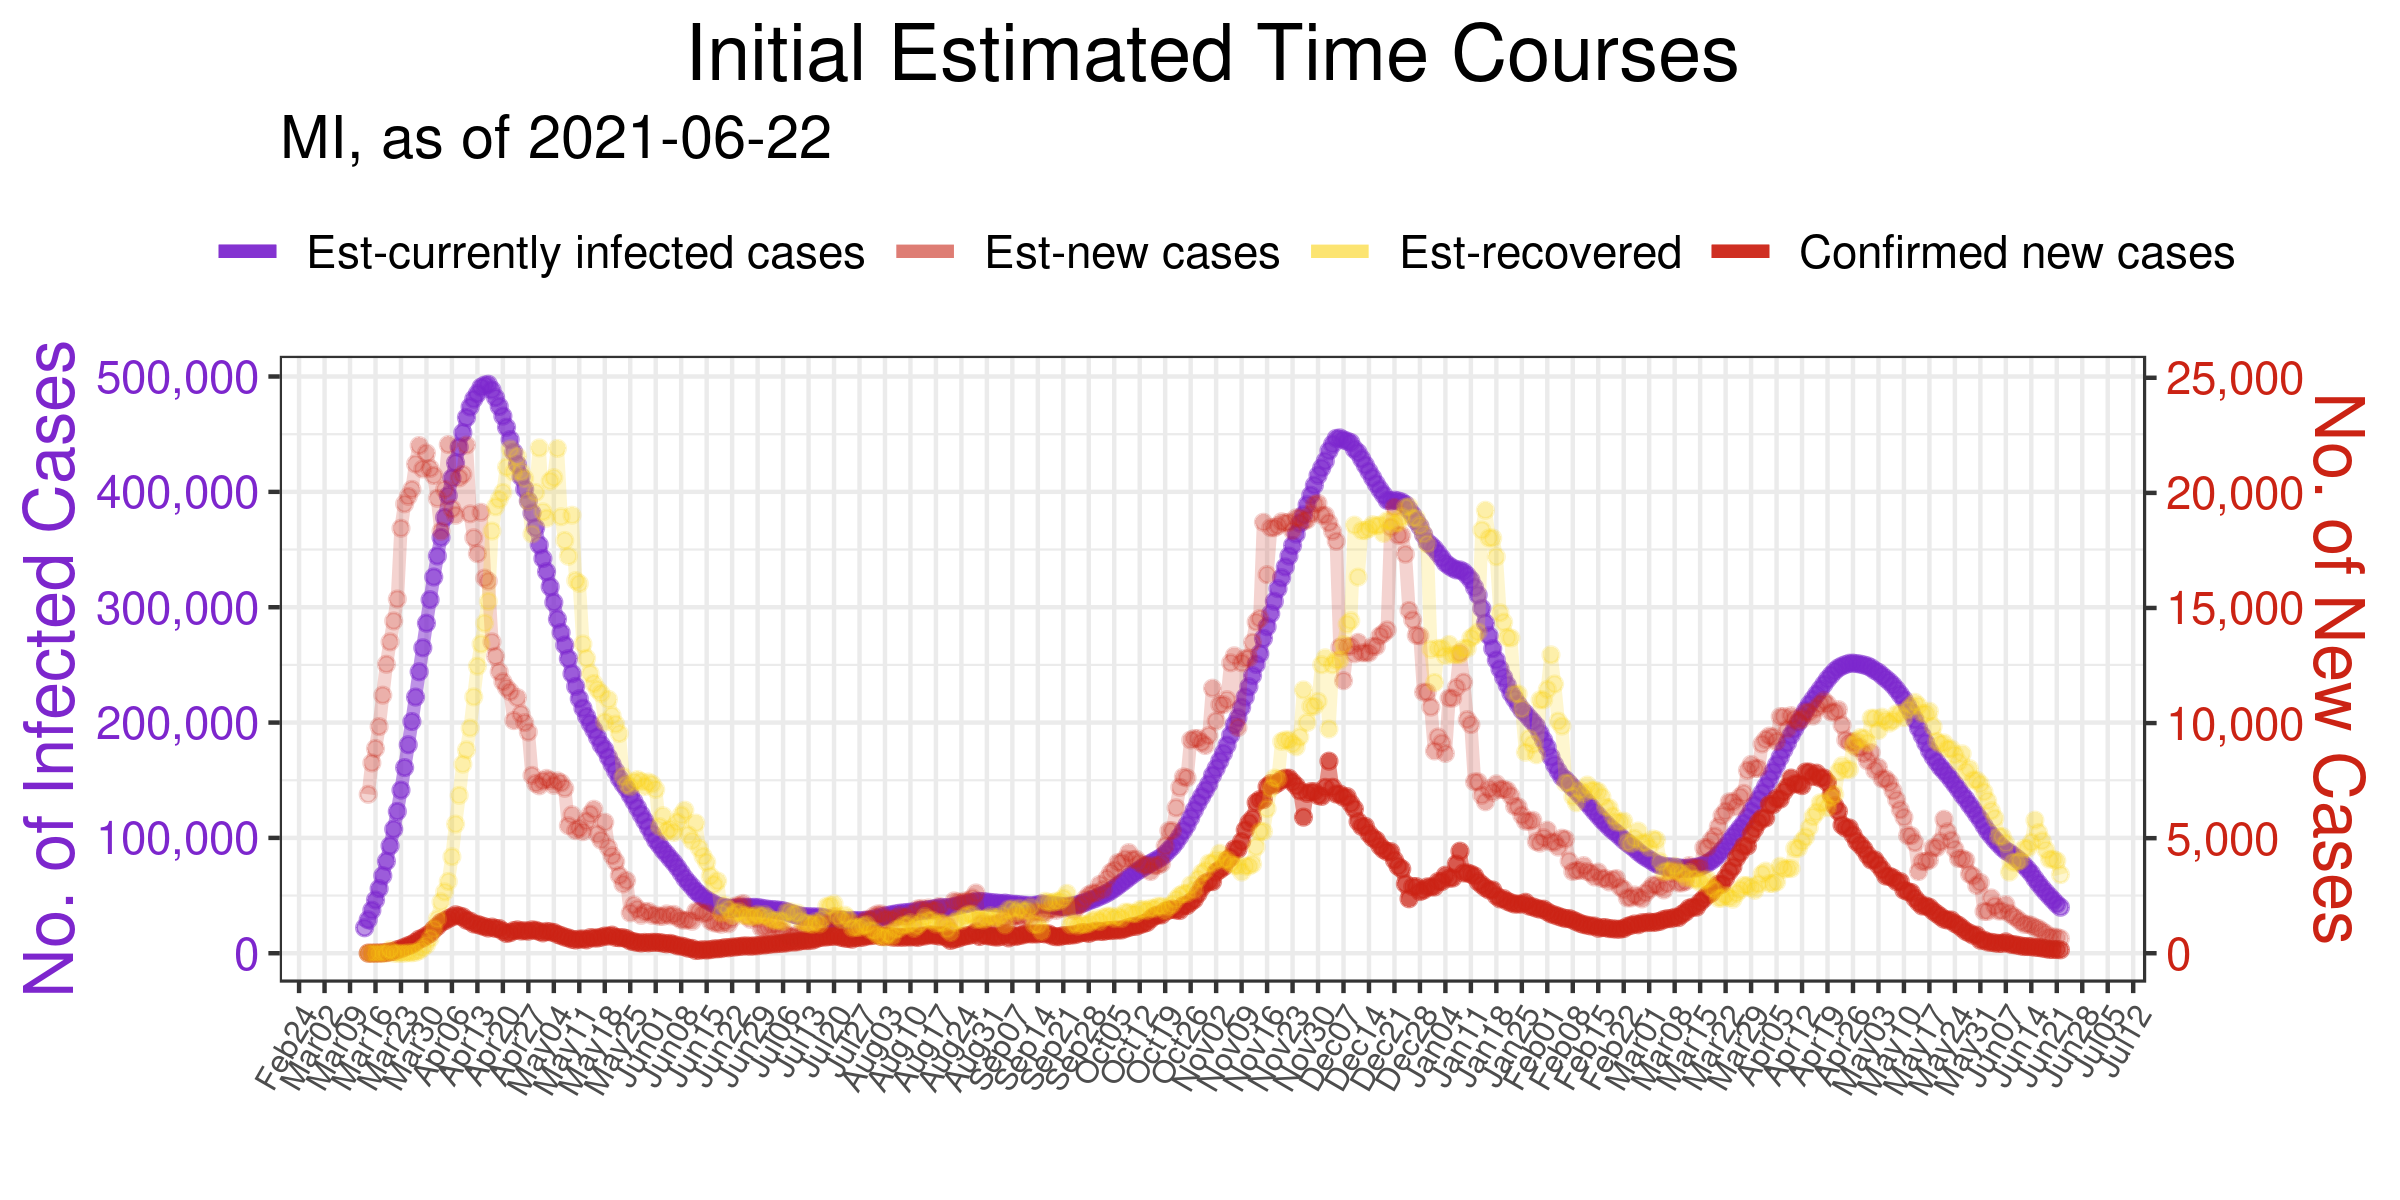 Initial Estimated Time Courses
MI, as of 2021-06-22
Est-currently infected cases
Est-new cases
Est-recovered
Confirmed new cases
No. of Infected Cases
500,000
400,000
300,000
200,000
100,000
0
25,000
20,000
15,000
10,000
5,000
0
No. of New Cases
Feb24
Mar02
Mar09
Mar16
Mar23
Mar30
Apr06
Apr13
Apr20
Apr27
May04
May11
May18
May25
Jun01
Jun08
Jun15
Jun22
Jun29
Jul06
Jul13
Jul20
Jul27
Aug03
Aug10
Aug17
Aug24
Aug31
Sep07
Sep14
Sep21
Sep28
Oct05
Oct12
Oct19
Oct26
Nov02
Nov09
Nov16
Nov23
Nov30
Dec07
Dec14
Dec21
Dec28
Jan04
Jan11
Jan18
Jan25
Feb01
Feb08
Feb15
Feb22
Mar01
Mar08
Mar15
Mar22
Mar29
Apr05
Apr12
Apr19
Apr26
May03
May10
May17
May24
May31
Jun07
Jun14
Jun21
Jun28
Jul05
Jul12